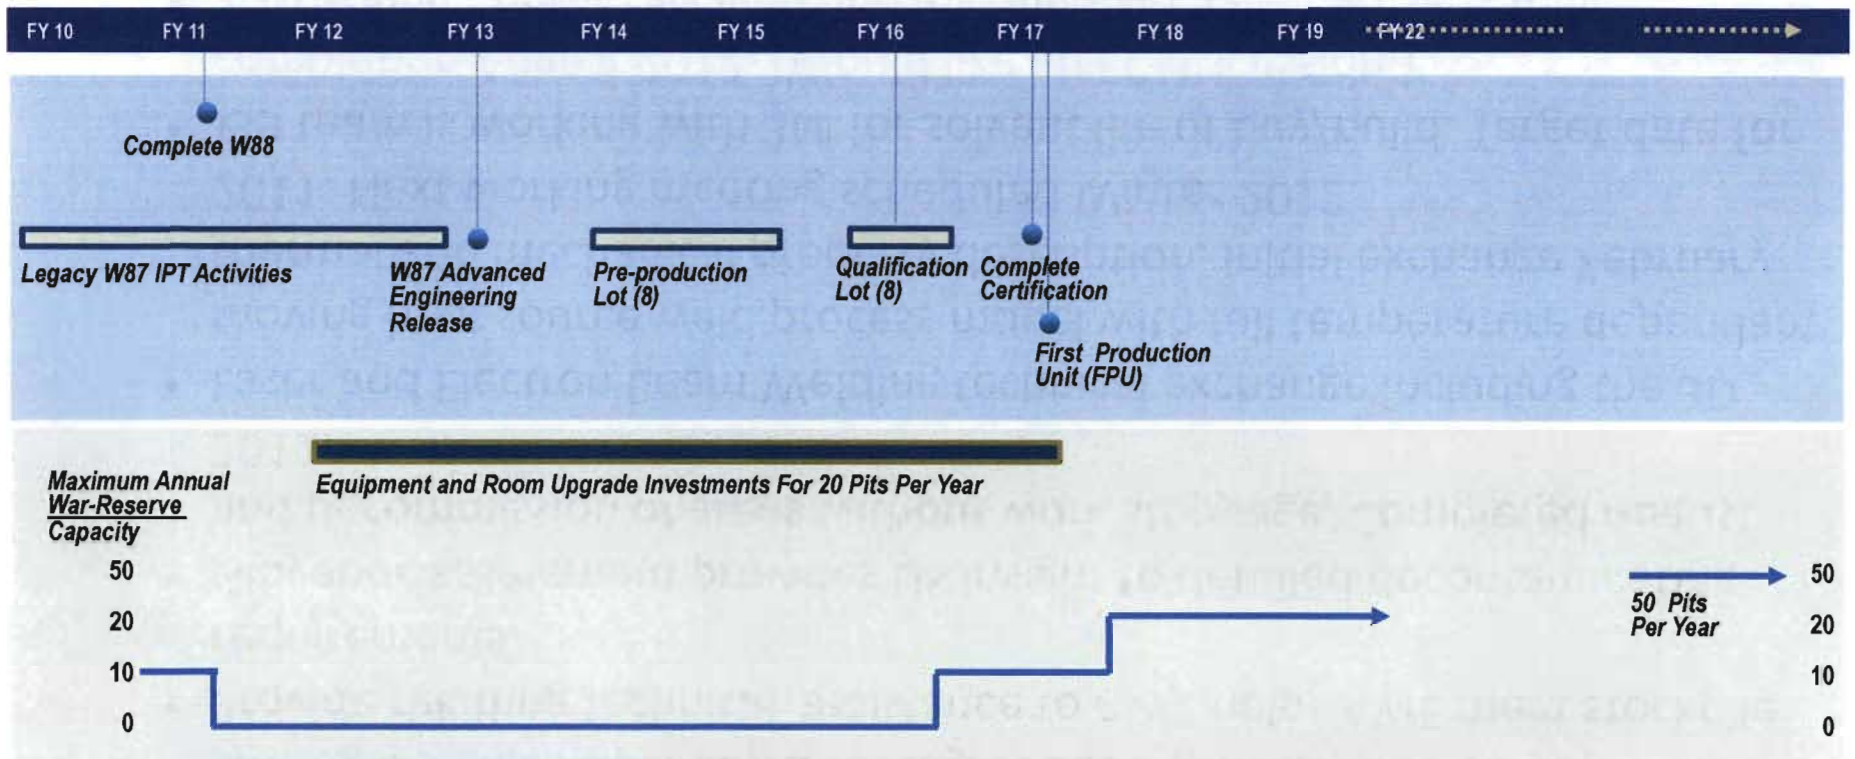 FY 10 FY 11 FY 12 FY 13 FY 14 FY 15 FY 16 FY 17 FY 18 FY 19 FY 22
Complete W88
Legacy W87 IPT Activities
W87 Advanced
Engineering
Release
Pre-production
Lot (8)
Qualification
Lot (8)
Complete
Certification
First Production
Unit (FPU)
Maximum Annual
War-Reserve
Capacity
Equipment and Room Upgrade Investments For 20 Pits Per Year
50
20
10
0
50 Pits
Per Year
50
20
10
0